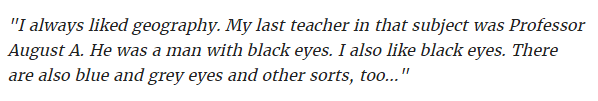 "I always liked geography. My last teacher in that subject was Professor
August A. He was a man with black eyes. I also like black eyes. There
are also blue and grey eyes and other sorts, too..."